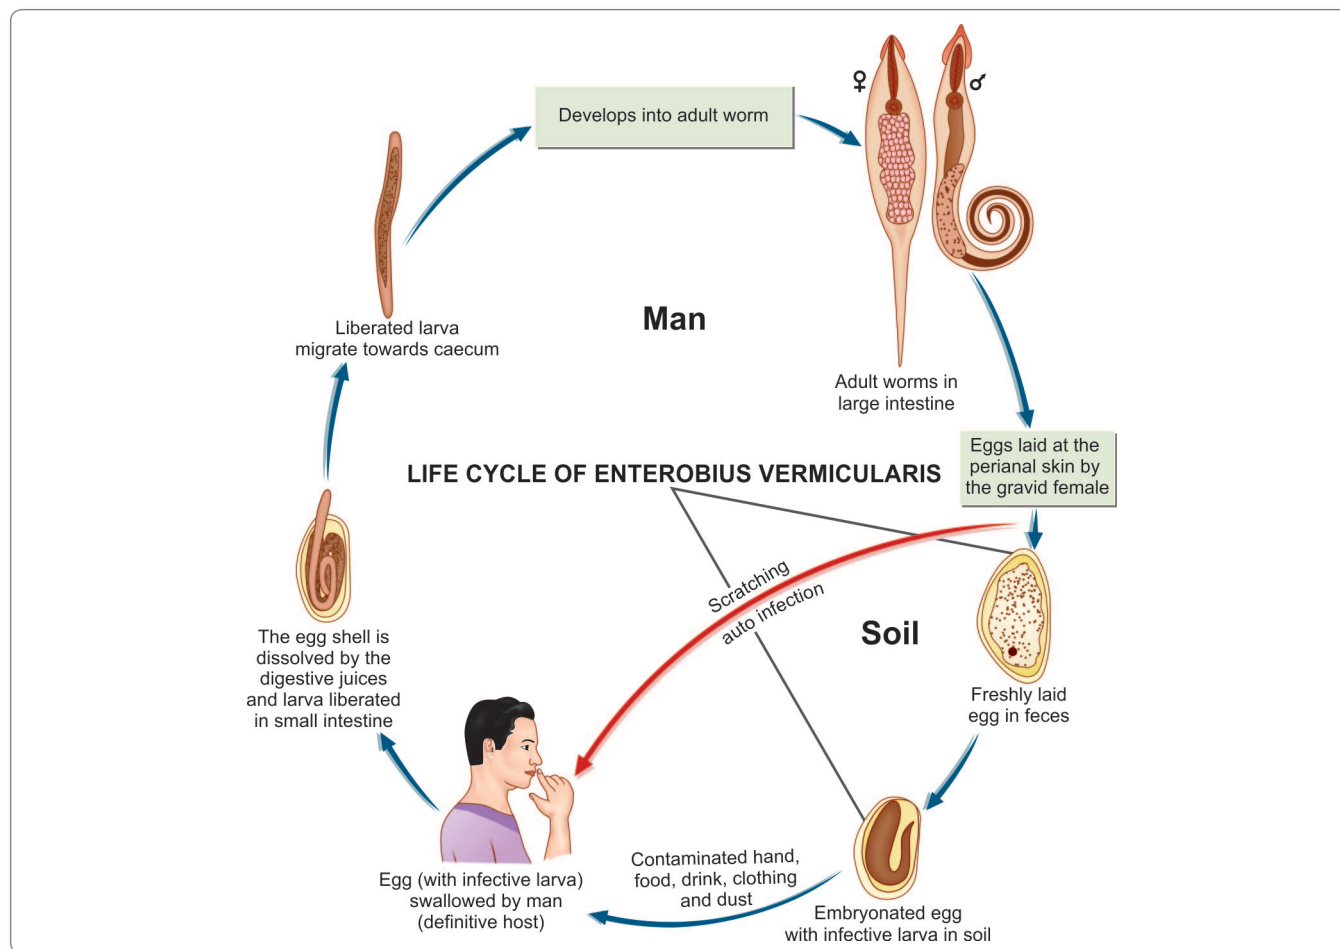 Develops into adult worm
♀
♂
Liberated larva
migrate towards caecum
Man
Adult worms in
large intestine
Eggs laid at the
perianal skin by
the gravid female
LIFE CYCLE OF ENTEROBIUS VERMICULARIS
Scratching
auto infection
Soil
The egg shell is
dissolved by the
digestive juices
and larva liberated
in small intestine
Freshly laid
egg in feces
Contaminated hand,
food, drink, clothing
and dust
Egg (with infective larva)
swallowed by man
(definitive host)
Embryonated egg
with infective larva in soil